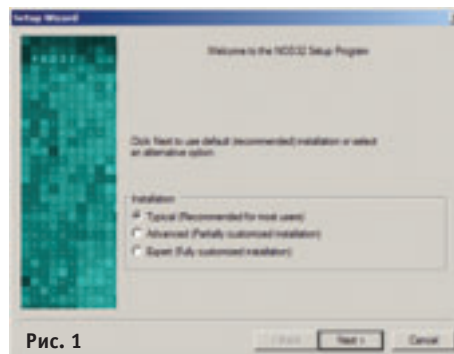 Setup Wizard
Welcome to the NOD32 Setup Program
Click Next to use default (recommended) installation or select
an alternative option.
Installation
Typical (Recommended for most users)
Advanced (Partially customized installation)
Expert (Fully customized installation)
< Back Next > Cancel
Рис. 1